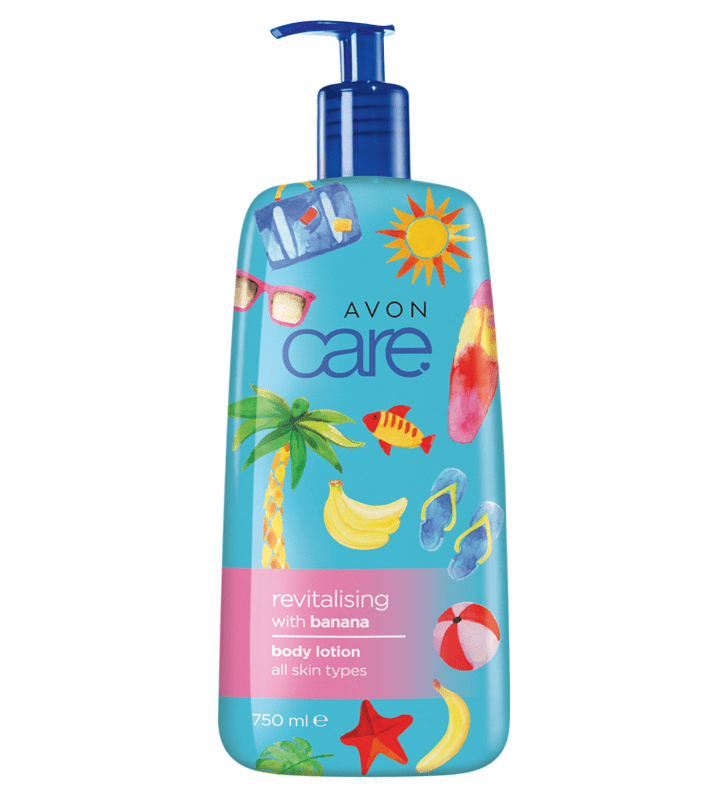 AVON
care
revitalising
with banana
body lotion
all skin types
750 ml e